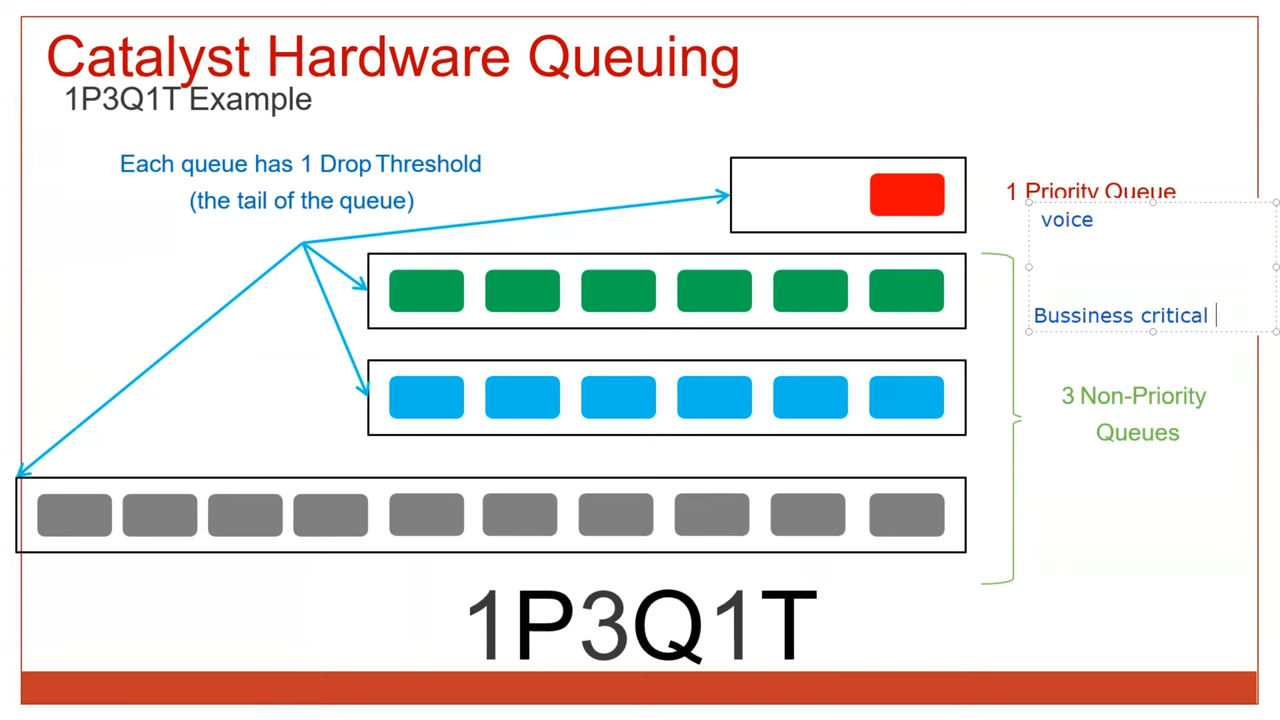 Catalyst Hardware Queuing
1P3Q1T Example
Each queue has 1 Drop Threshold
(the tail of the queue)
1 Priority Queue
voice
Bussiness critical
3 Non-Priority
Queues
1P3Q1T